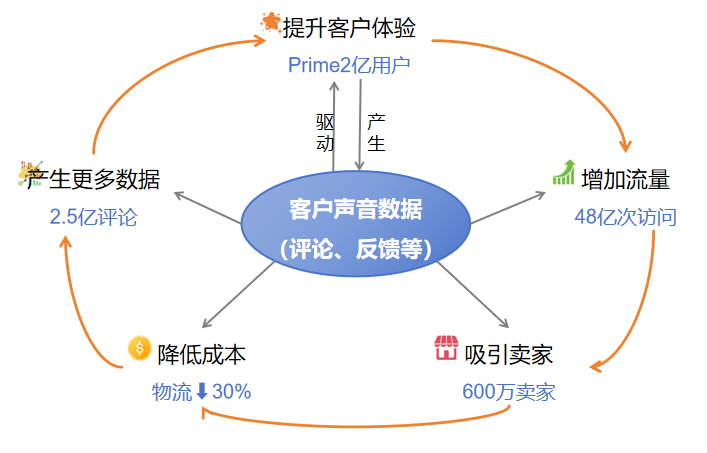 提升客户体验
Prime2亿用户
驱动
产生
产生更多数据
2.5亿评论
客户声音数据
（评论、反馈等）
增加流量
48亿次访问
降低成本
物流⬇30%
吸引卖家
600万卖家